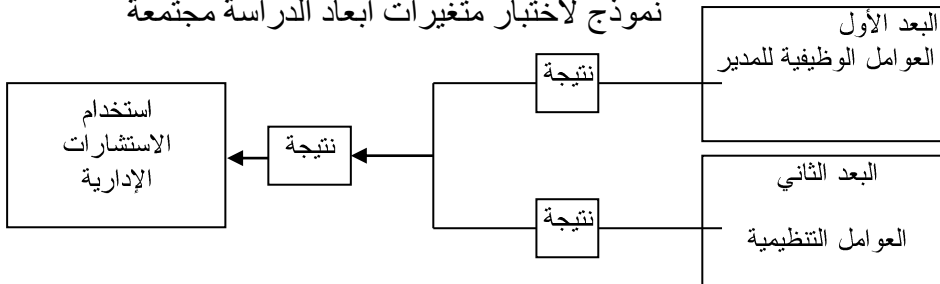 نموذج لاختبار متغيرات أبعاد الدراسة مجتمعة
البعد الأول
العوامل الوظيفية للمدير
نتيجة
استخدام
الاستشارات
الإدارية
نتيجة
البعد الثاني
العوامل التنظيمية
نتيجة